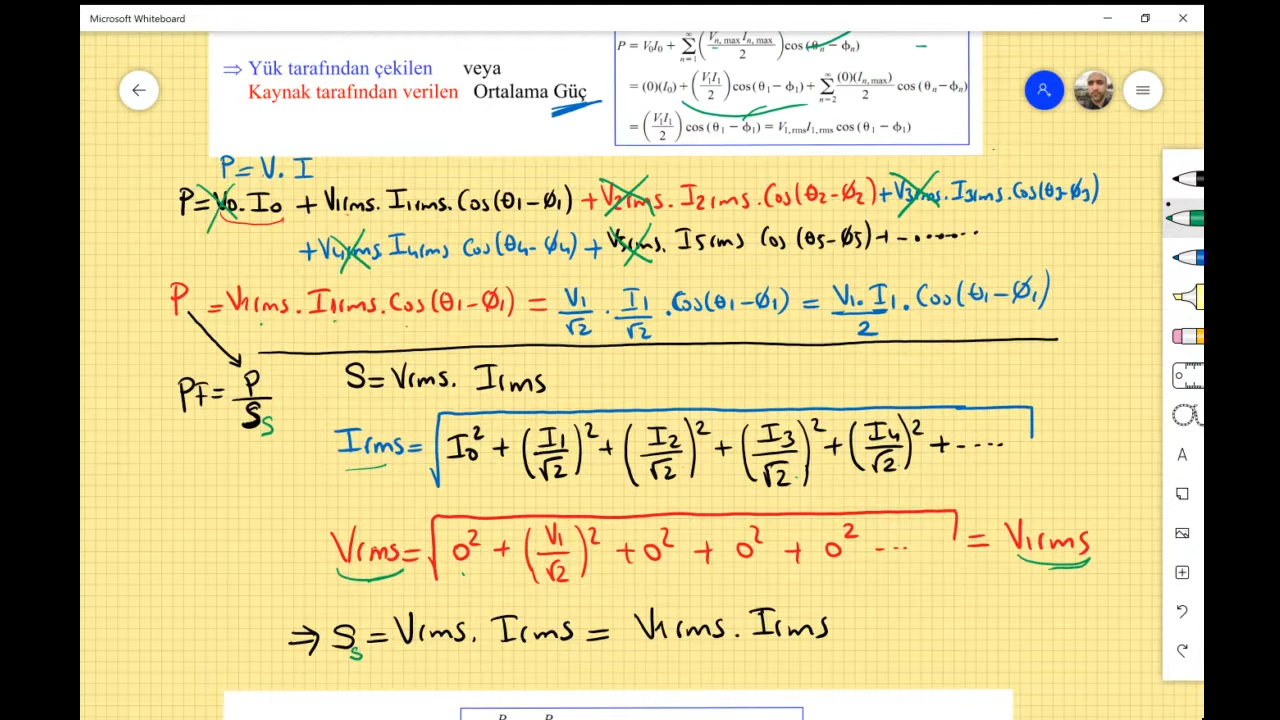 Microsoft Whiteboard
P = V₀I₀ + ∑ₙ₌₁^∞ (Vₙ,max Iₙ,max / 2) cos (θₙ − ϕₙ)
⇒ Yük tarafından çekilen veya
= (0)(I₀) + (V₁I₁ / 2) cos (θ₁ − ϕ₁) + ∑ₙ₌₂^∞ (0)(Iₙ,max) / 2 cos (θₙ − ϕₙ)
Kaynak tarafından verilen Ortalama Güç
= (V₁I₁ / 2) cos (θ₁ − ϕ₁) = V₁,rms I₁,rms cos (θ₁ − ϕ₁)
P = V. I
P = V₀. I₀ + V₁rms. I₁rms. Cos(θ₁ − ϕ₁) + V₂rms. I₂rms. Cos(θ₂ − ϕ₂) + V₃rms. I₃rms. Cos(θ₃ − ϕ₃)
+ V₄rms. I₄rms Cos(θ₄ − ϕ₄) + V₅rms. I₅rms Cos (θ₅ − ϕ₅) + − ........
P = V₁rms. I₁rms. Cos(θ₁ − ϕ₁) = V₁/√2 . I₁/√2 . Cos(θ₁ − ϕ₁) = V₁. I₁ / 2 . Cos(θ₁ − ϕ₁)
PF = P / S s
S = Vrms. Irms
Irms = √ I₀² + (I₁/√2)² + (I₂/√2)² + (I₃/√2)² + (I₄/√2)² + ....
Vrms = √ 0² + (V₁/√2)² + 0² + 0² + 0² ... = V₁rms
⇒ Sₛ = Vrms. Irms = V₁rms. Irms